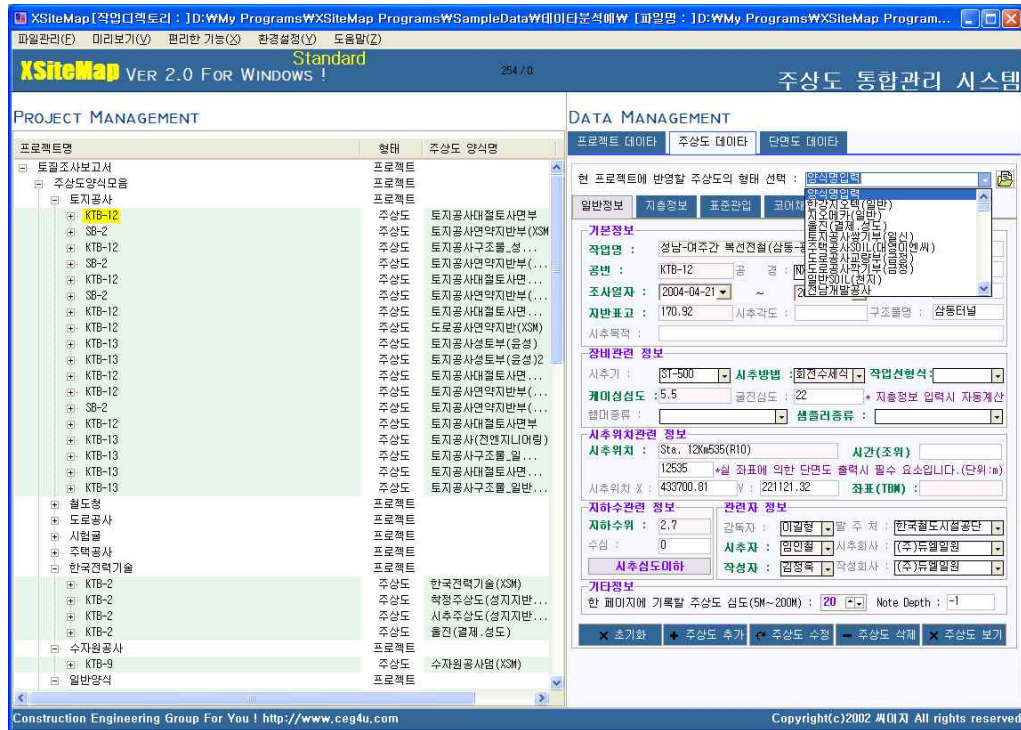 XSiteMap [작업디렉토리 : ]D:₩My Programs₩XSiteMap Programs₩SampleData₩데이타분석예₩ [파일명 : ]D:₩My Programs₩XSiteMap Program...
파일관리(F) 미리보기(V) 편리한 기능(X) 환경설정(Y) 도움말(Z)
Standard
XSiteMap VER 2.0 FOR WINDOWS !
254 / 0
주상도 통합관리 시스템
PROJECT MANAGEMENT
프로젝트명 형태 주상도 양식명
토질조사보고서 프로젝트
주상도양식모음 프로젝트
토지공사 프로젝트
KTB-12 주상도 토지공사대절토사면부
SB-2 주상도 토지공사연약지반부(XSM
KTB-12 주상도 토지공사구조물_성...
SB-2 주상도 토지공사연약지반부(...
KTB-12 주상도 토지공사대절토사면...
SB-2 주상도 토지공사연약지반부(...
KTB-12 주상도 토지공사대절토사면...
KTB-12 주상도 도로공사연약지반(XSM)
KTB-13 주상도 토지공사성토부(윤성)
KTB-13 주상도 토지공사성토부(윤성)2
KTB-12 주상도 토지공사대절토사면...
KTB-12 주상도 토지공사연약지반부(...
SB-2 주상도 토지공사연약지반부(...
KTB-12 주상도 토지공사대절토사면부
KTB-13 주상도 토지공사(전엔지니어링)
KTB-13 주상도 토지공사구조물_일...
KTB-13 주상도 토지공사대절토사면...
KTB-13 주상도 토지공사구조물_일반...
철도청 프로젝트
도로공사 프로젝트
시험굴 프로젝트
주택공사 프로젝트
한국전력기술 프로젝트
KTB-2 주상도 한국전력기술(XSM)
KTB-2 주상도 착정주상도(성지지반...
KTB-2 주상도 시추주상도(성지지반...
KTB-2 주상도 울진(결제.성도)
수자원공사 프로젝트
KTB-9 주상도 수자원공사댐(XSM)
일반양식 프로젝트
DATA MANAGEMENT
프로젝트 데이타 주상도 데이타 단면도 데이타
현 프로젝트에 반영할 주상도의 형태 선택 : 양식명입력
양식명입력
한강지오텍(일반)
지오메카(일반)
울진(결제.성도)
토지공사쌓기부(일신)
주택공사SOIL(대영이엔씨)
도로공사교량부(금정)
도로공사깍기부(금정)
일반SOIL(천지)
전남개발공사
일반정보 지층정보 표준관입 코어채
기본정보
작업명 : 성남-여주간 복선전철(삼동-
공번 : KTB-12 공 경 :
조사일자 : 2004-04-21 ~
지반표고 : 170.92 시추각도 : 구조물명 : 삼동터널
시추목적 :
장비관련 정보
시추기 : ST-500 시추방법 : 회전수세식 작업선형식:
케이싱심도 : 5.5 굴진심도 : 22 * 지층정보 입력시 자동계산
햄머종류 : 샘플러종류 :
시추위치관련 정보
시추위치 : Sta. 12Km535(R10) 시간(조위)
12535 *실 좌표에 의한 단면도 출력시 필수 요소입니다.(단위:m)
시추위치 X : 433700.81 Y : 221121.32 좌표(TBM) :
지하수관련 정보 관련자 정보
지하수위 : 2.7 감독자 : 이길형 발 주 처 : 한국철도시설공단
수심 : 0 시추자 : 임인철 시추회사 : (주)듀엘일원
시추심도이하 작성자 : 김정욱 작성회사 : (주)듀엘일원
기타정보
한 페이지에 기록할 주상도 심도(5M~200M) : 20 Note Depth : -1
초기화 주상도 추가 주상도 수정 주상도 삭제 주상도 보기
Construction Engineering Group For You ! http://www.ceg4u.com Copyright(c)2002 씨이지 All rights reserved